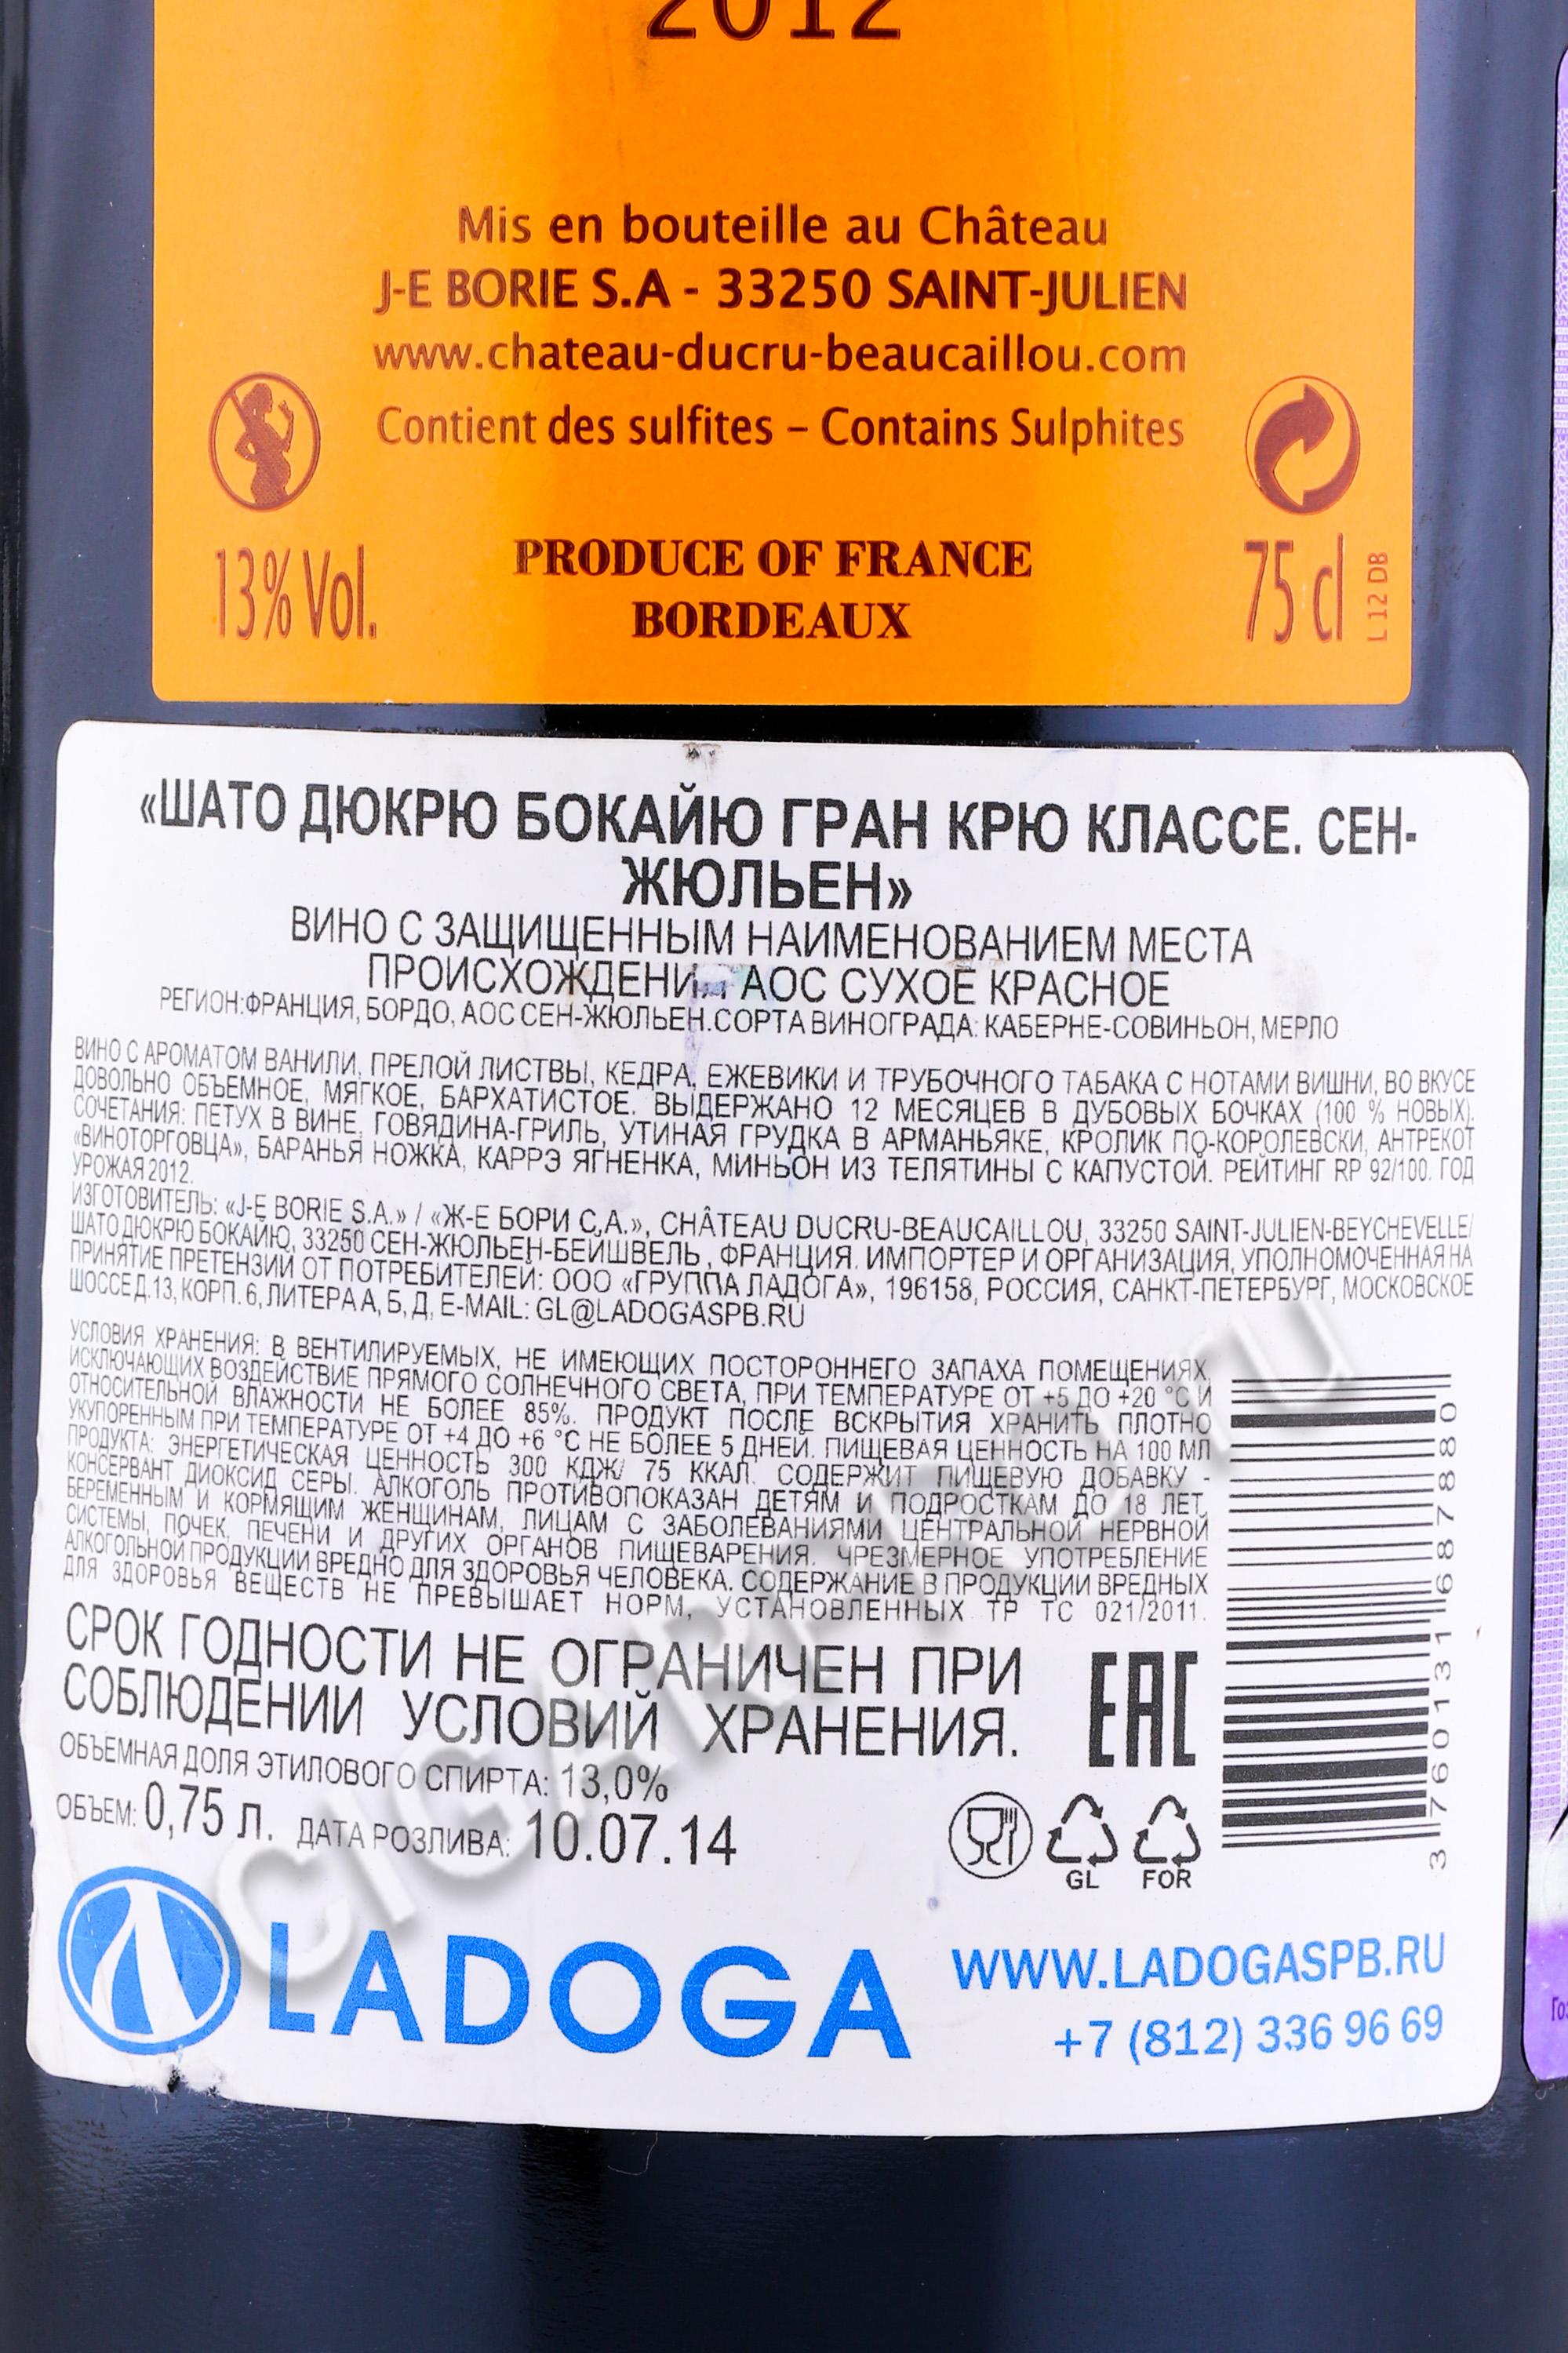 2012
Mis en bouteille au Château
J-E BORIE S.A - 33250 SAINT-JULIEN
www.chateau-ducru-beaucaillou.com
Contient des sulfites – Contains Sulphites
13% Vol.
PRODUCE OF FRANCE
BORDEAUX
75 cl
L 12 DB
«ШАТО ДЮКРЮ БОКАЙЮ ГРАН КРЮ КЛАССЕ. СЕН-
ЖЮЛЬЕН»
ВИНО С ЗАЩИЩЕННЫМ НАИМЕНОВАНИЕМ МЕСТА
ПРОИСХОЖДЕНИЯ АОС СУХОЕ КРАСНОЕ
РЕГИОН:ФРАНЦИЯ, БОРДО, АОС СЕН-ЖЮЛЬЕН.СОРТА ВИНОГРАДА: КАБЕРНЕ-СОВИНЬОН, МЕРЛО
ВИНО С АРОМАТОМ ВАНИЛИ, ПРЕЛОЙ ЛИСТВЫ, КЕДРА, ЕЖЕВИКИ И ТРУБОЧНОГО ТАБАКА С НОТАМИ ВИШНИ, ВО ВКУСЕ
ДОВОЛЬНО ОБЪЕМНОЕ, МЯГКОЕ, БАРХАТИСТОЕ. ВЫДЕРЖАНО 12 МЕСЯЦЕВ В ДУБОВЫХ БОЧКАХ (100 % НОВЫХ).
СОЧЕТАНИЯ: ПЕТУХ В ВИНЕ, ГОВЯДИНА-ГРИЛЬ, УТИНАЯ ГРУДКА В АРМАНЬЯКЕ, КРОЛИК ПО-КОРОЛЕВСКИ, АНТРЕКОТ
«ВИНОТОРГОВЦА», БАРАНЬЯ НОЖКА, КАРРЭ ЯГНЕНКА, МИНЬОН ИЗ ТЕЛЯТИНЫ С КАПУСТОЙ. РЕЙТИНГ RP 92/100. ГОД
УРОЖАЯ 2012.
ИЗГОТОВИТЕЛЬ: «J-E BORIE S.A.» / «Ж-Е БОРИ С.А.», CHÂTEAU DUCRU-BEAUCAILLOU, 33250 SAINT-JULIEN-BEYCHEVELLE/
ШАТО ДЮКРЮ БОКАЙЮ, 33250 СЕН-ЖЮЛЬЕН-БЕЙШВЕЛЬ, ФРАНЦИЯ. ИМПОРТЕР И ОРГАНИЗАЦИЯ, УПОЛНОМОЧЕННАЯ НА
ПРИНЯТИЕ ПРЕТЕНЗИЙ ОТ ПОТРЕБИТЕЛЕЙ: ООО «ГРУППА ЛАДОГА», 196158, РОССИЯ, САНКТ-ПЕТЕРБУРГ, МОСКОВСКОЕ
ШОССЕ Д.13, КОРП. 6, ЛИТЕРА А, Б, Д, E-MAIL: GL@LADOGASPB.RU
УСЛОВИЯ ХРАНЕНИЯ: В ВЕНТИЛИРУЕМЫХ, НЕ ИМЕЮЩИХ ПОСТОРОННЕГО ЗАПАХА ПОМЕЩЕНИЯХ,
ИСКЛЮЧАЮЩИХ ВОЗДЕЙСТВИЕ ПРЯМОГО СОЛНЕЧНОГО СВЕТА, ПРИ ТЕМПЕРАТУРЕ ОТ +5 ДО +20 °С И
ОТНОСИТЕЛЬНОЙ ВЛАЖНОСТИ НЕ БОЛЕЕ 85%. ПРОДУКТ ПОСЛЕ ВСКРЫТИЯ ХРАНИТЬ ПЛОТНО
УКУПОРЕННЫМ ПРИ ТЕМПЕРАТУРЕ ОТ +4 ДО +6 °С НЕ БОЛЕЕ 5 ДНЕЙ. ПИЩЕВАЯ ЦЕННОСТЬ НА 100 МЛ
ПРОДУКТА: ЭНЕРГЕТИЧЕСКАЯ ЦЕННОСТЬ 300 КДЖ/ 75 ККАЛ. СОДЕРЖИТ ПИЩЕВУЮ ДОБАВКУ -
КОНСЕРВАНТ ДИОКСИД СЕРЫ. АЛКОГОЛЬ ПРОТИВОПОКАЗАН ДЕТЯМ И ПОДРОСТКАМ ДО 18 ЛЕТ,
БЕРЕМЕННЫМ И КОРМЯЩИМ ЖЕНЩИНАМ, ЛИЦАМ С ЗАБОЛЕВАНИЯМИ ЦЕНТРАЛЬНОЙ НЕРВНОЙ
СИСТЕМЫ, ПОЧЕК, ПЕЧЕНИ И ДРУГИХ ОРГАНОВ ПИЩЕВАРЕНИЯ. ЧРЕЗМЕРНОЕ УПОТРЕБЛЕНИЕ
АЛКОГОЛЬНОЙ ПРОДУКЦИИ ВРЕДНО ДЛЯ ЗДОРОВЬЯ ЧЕЛОВЕКА. СОДЕРЖАНИЕ В ПРОДУКЦИИ ВРЕДНЫХ
ДЛЯ ЗДОРОВЬЯ ВЕЩЕСТВ НЕ ПРЕВЫШАЕТ НОРМ, УСТАНОВЛЕННЫХ ТР ТС 021/2011.
СРОК ГОДНОСТИ НЕ ОГРАНИЧЕН ПРИ
СОБЛЮДЕНИИ УСЛОВИЙ ХРАНЕНИЯ.
ОБЪЕМНАЯ ДОЛЯ ЭТИЛОВОГО СПИРТА: 13,0%
ОБЪЕМ: 0,75 Л. ДАТА РОЗЛИВА: 10.07.14
EAC
GL FOR
3 760131 687880
LADOGA
WWW.LADOGASPB.RU
+7 (812) 336 96 69
CIGARPRO.ru